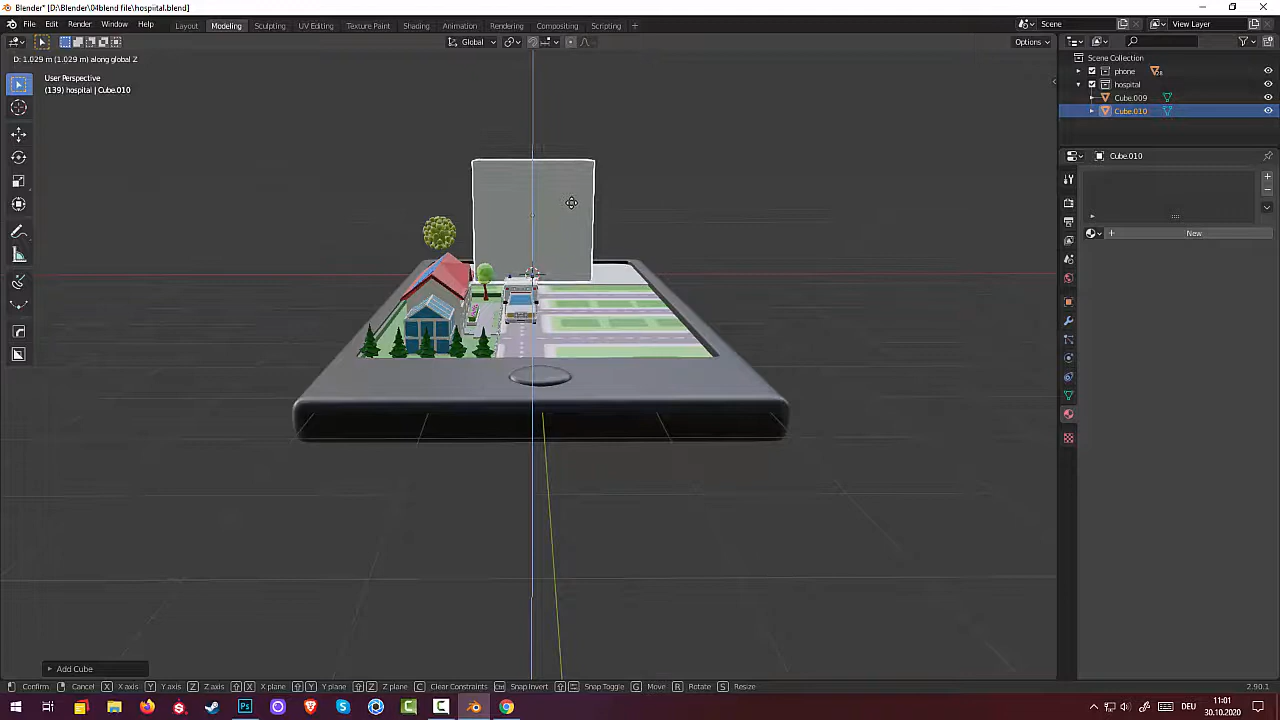 Blender* [D:\Blender\04blend file\hospital.blend]
File Edit Render Window Help Layout Modeling Sculpting UV Editing Texture Paint Shading Animation Rendering Compositing Scripting + Scene View Layer
Global Options
D: 1.029 m (1.029 m) along global Z
User Perspective
(139) hospital | Cube.010
Scene Collection
phone
hospital
Cube.009
Cube.010
Cube.010
New
Add Cube
Confirm Cancel X X axis Y Y axis Z Z axis X X plane Y Y plane Z Z plane C Clear Constraints Snap Invert Snap Toggle G Move R Rotate S Resize 2.90.1
DEU 11:01
30.10.2020